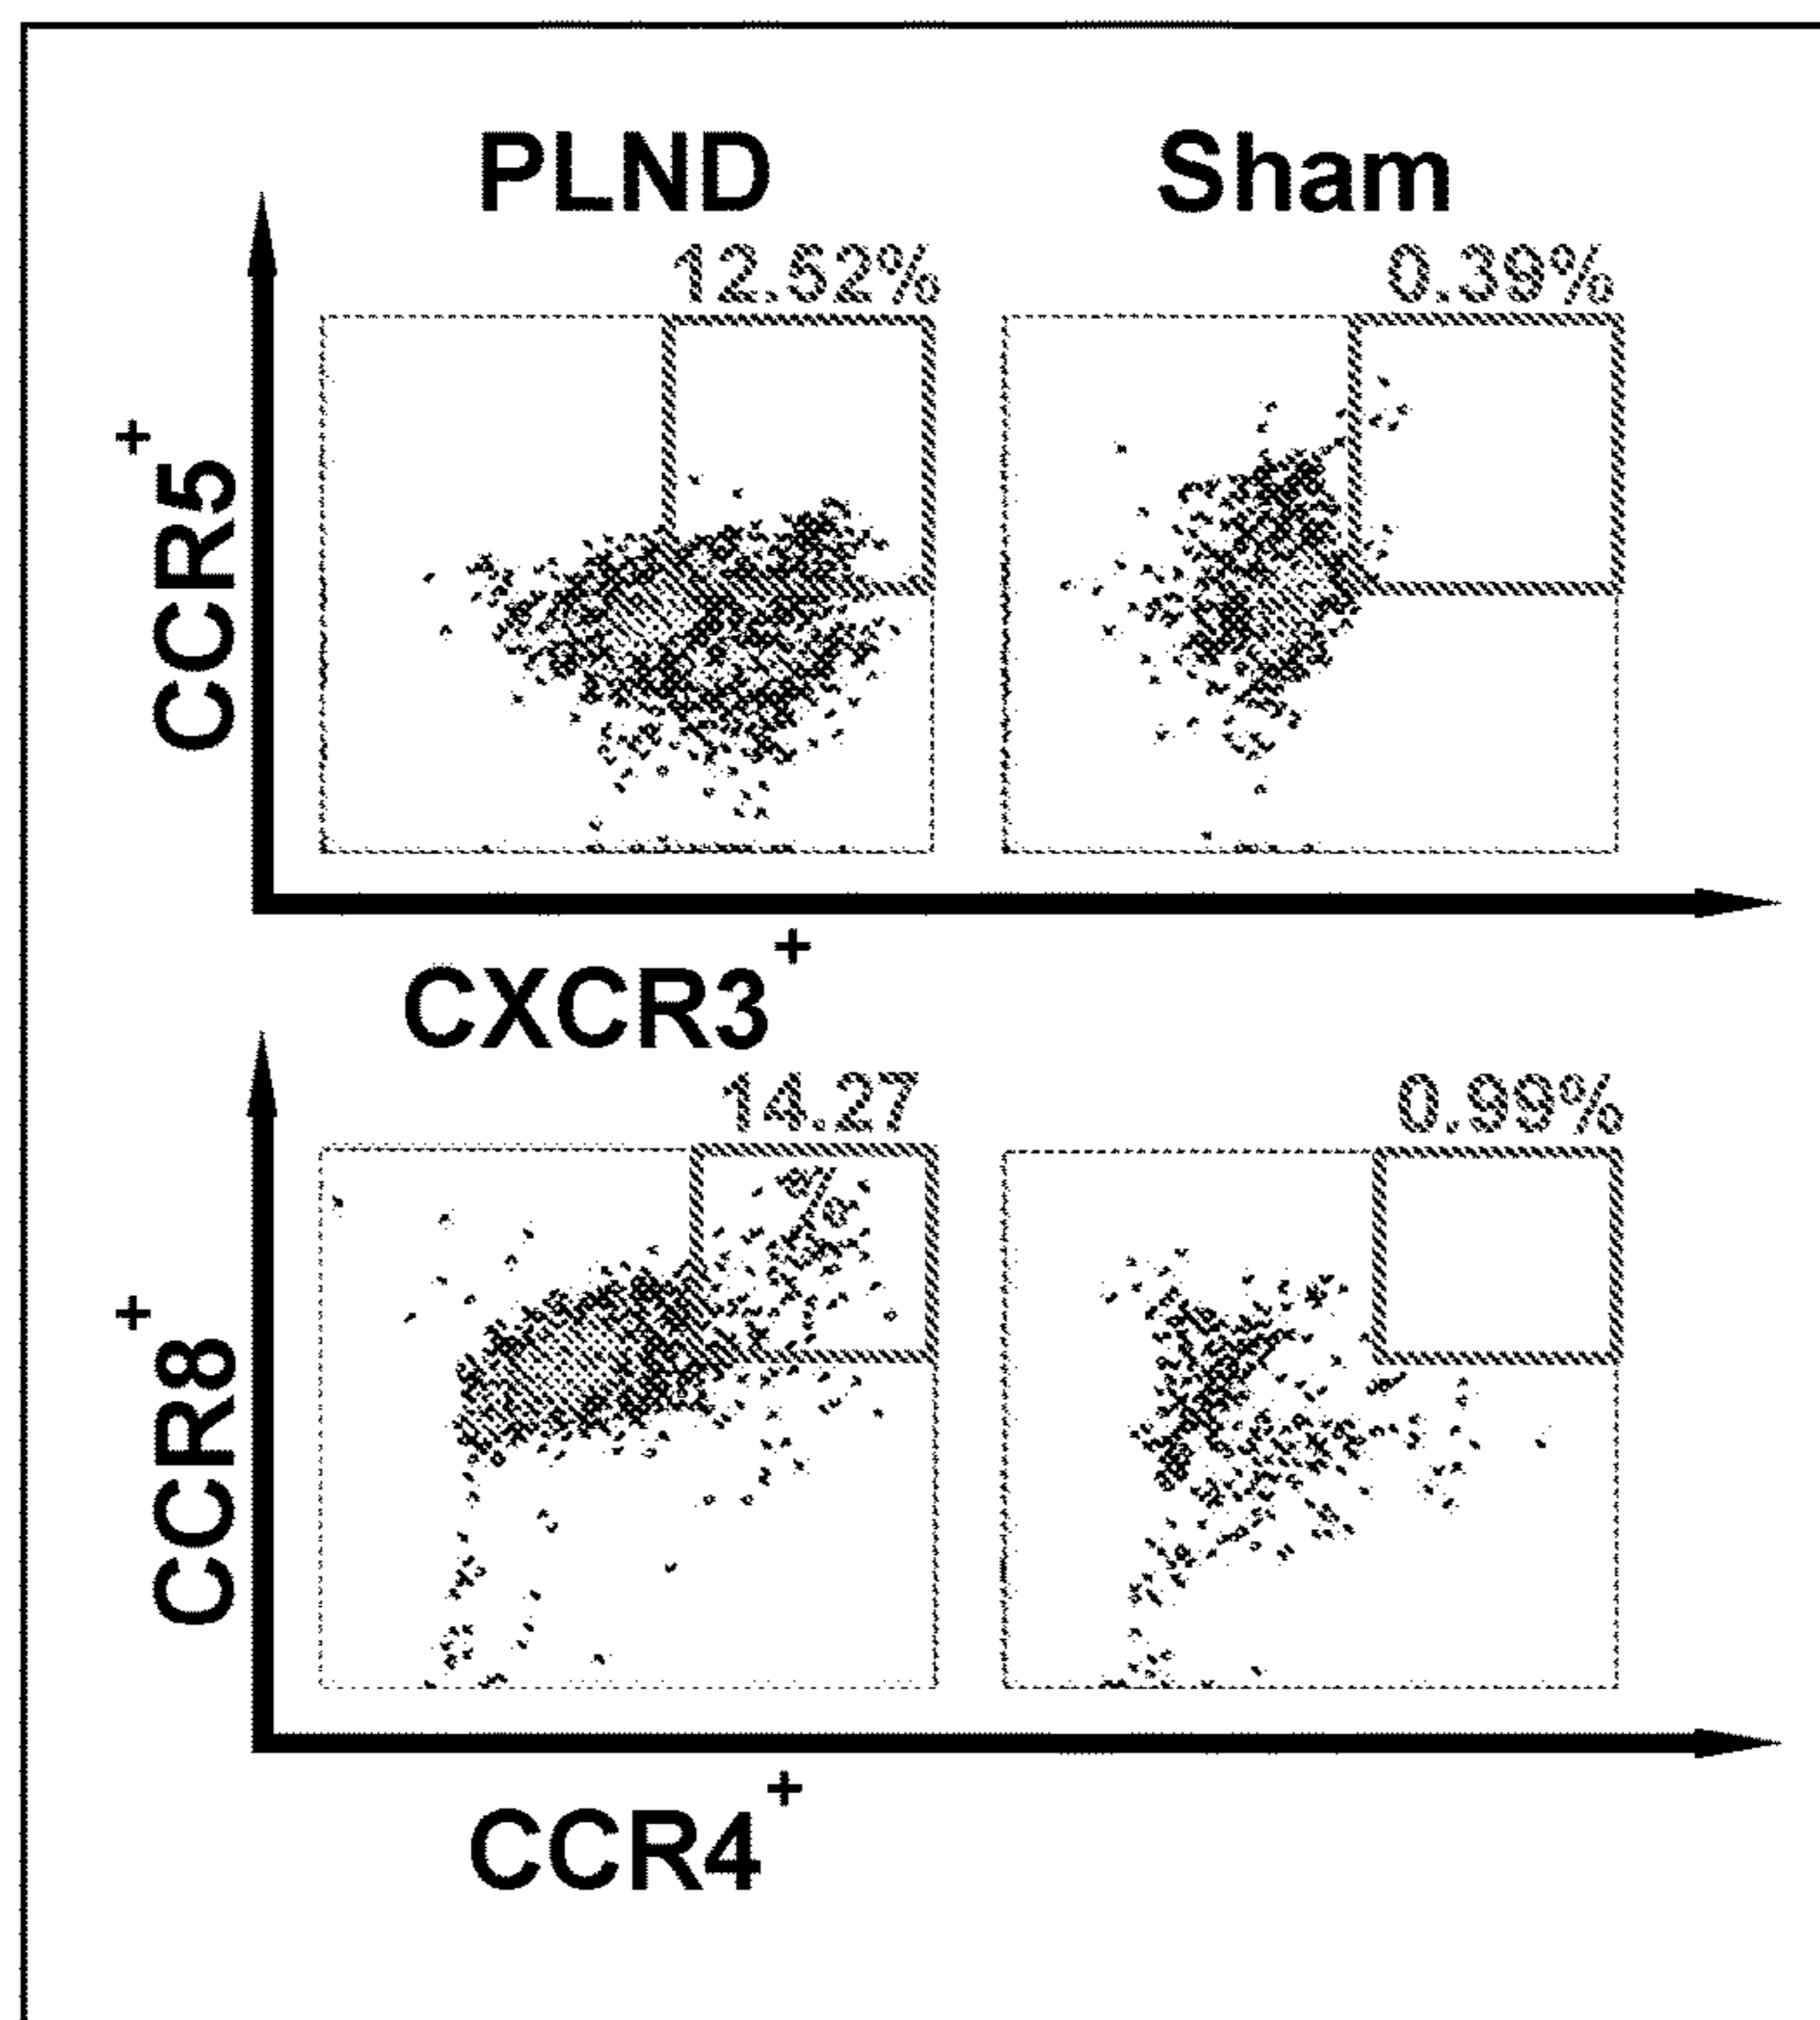 PLND Sham
12.52% 0.39%
CCR5+
CXCR3+
14.27 0.99%
%
CCR8+
CCR4+